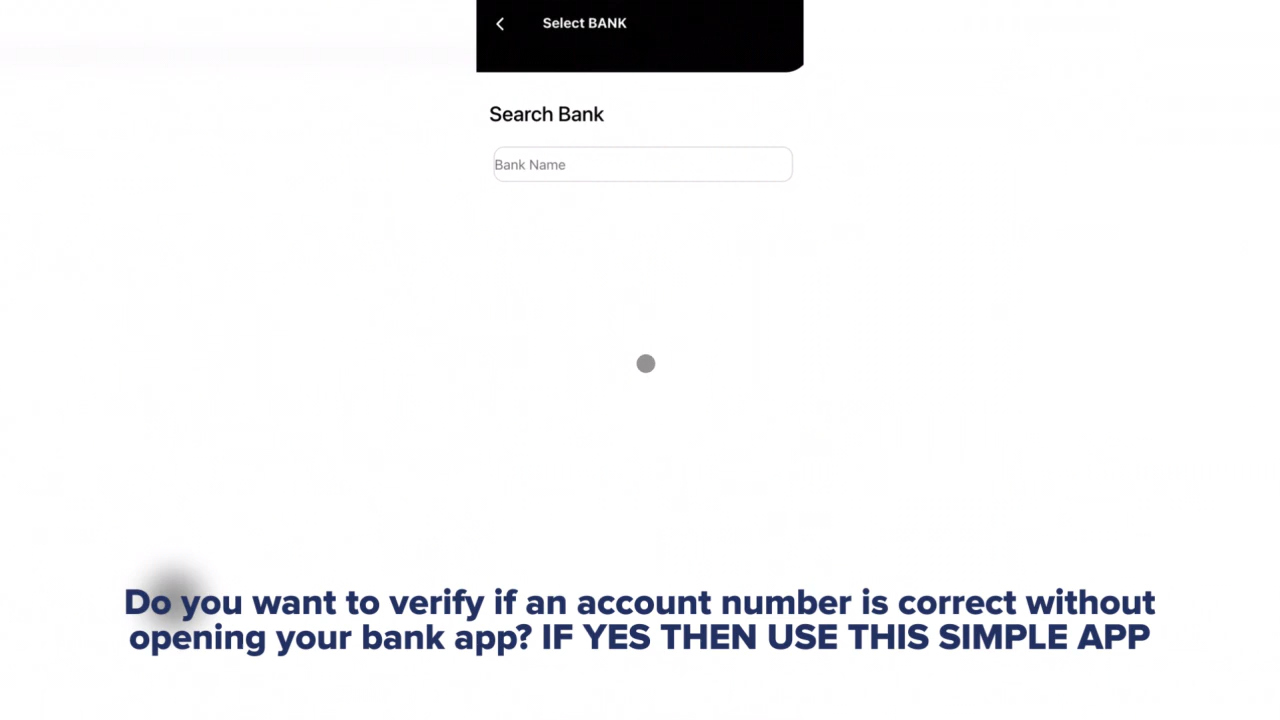 Select BANK
Search Bank
Bank Name
Do you want to verify if an account number is correct without
opening your bank app? IF YES THEN USE THIS SIMPLE APP